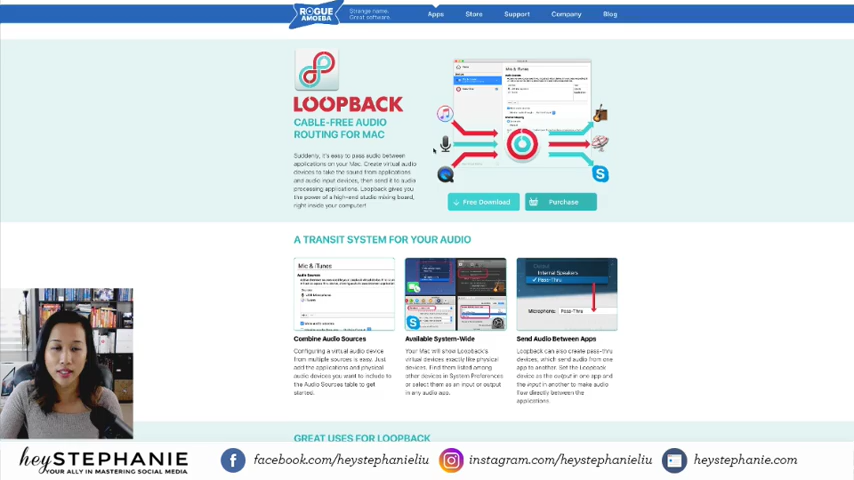 ROGUE
AMOEBA
Strange name.
Great software.
Apps
Store
Support
Company
Blog
LOOPBACK
CABLE-FREE AUDIO
ROUTING FOR MAC
Suddenly, it's easy to pass audio between
applications on your Mac. Create virtual audio
devices to take the sound from applications
and audio input devices, then send it to audio
processing applications. Loopback gives you
the power of a high-end studio mixing board,
right inside your computer!
Free Download
Purchase
A TRANSIT SYSTEM FOR YOUR AUDIO
Mic & iTunes
Internal Speakers
Pass-Thru
Microphone: Pass-Thru
Combine Audio Sources
Configuring a virtual audio device
from multiple sources is easy. Just
add the applications and physical
audio devices you want to include to
the Audio Sources table to get
started.
Available System-Wide
Your Mac will show Loopback's
virtual devices exactly like physical
devices. Find them listed among
other devices in System Preferences
or select them as an input or output
in any audio app.
Send Audio Between Apps
Loopback can also create pass-thru
devices, which send audio from one
app to another. Set the Loopback
device as the output in one app and
the input in another to make audio
flow directly between the
applications.
GREAT USES FOR LOOPBACK
heySTEPHANIE
YOUR ALLY IN MASTERING SOCIAL MEDIA
facebook.com/heystephanieliu
instagram.com/heystephanieliu
heystephanie.com